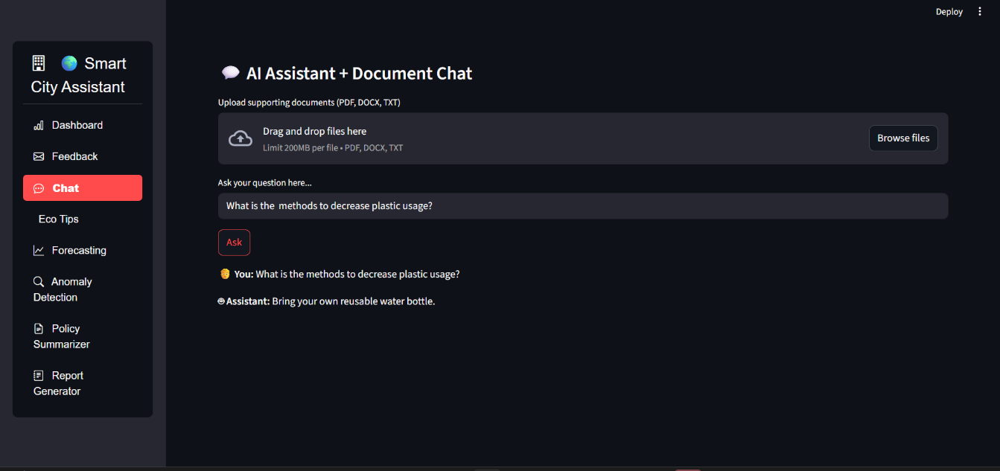 Deploy
Smart
City Assistant
Dashboard
Feedback
Chat
Eco Tips
Forecasting
Anomaly
Detection
Policy
Summarizer
Report
Generator
AI Assistant + Document Chat
Upload supporting documents (PDF, DOCX, TXT)
Drag and drop files here
Limit 200MB per file • PDF, DOCX, TXT
Browse files
Ask your question here...
What is the  methods to decrease plastic usage?
Ask
You: What is the methods to decrease plastic usage?
Assistant: Bring your own reusable water bottle.